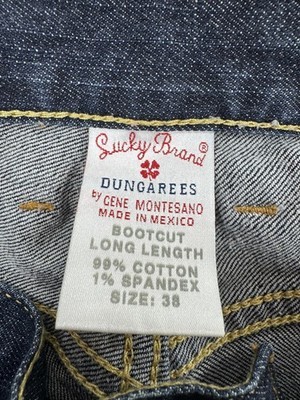 Lucky Brand
DUNGAREES
by GENE MONTESANO
MADE IN MEXICO
BOOTCUT
LONG LENGTH
99% COTTON
1% SPANDEX
SIZE: 38